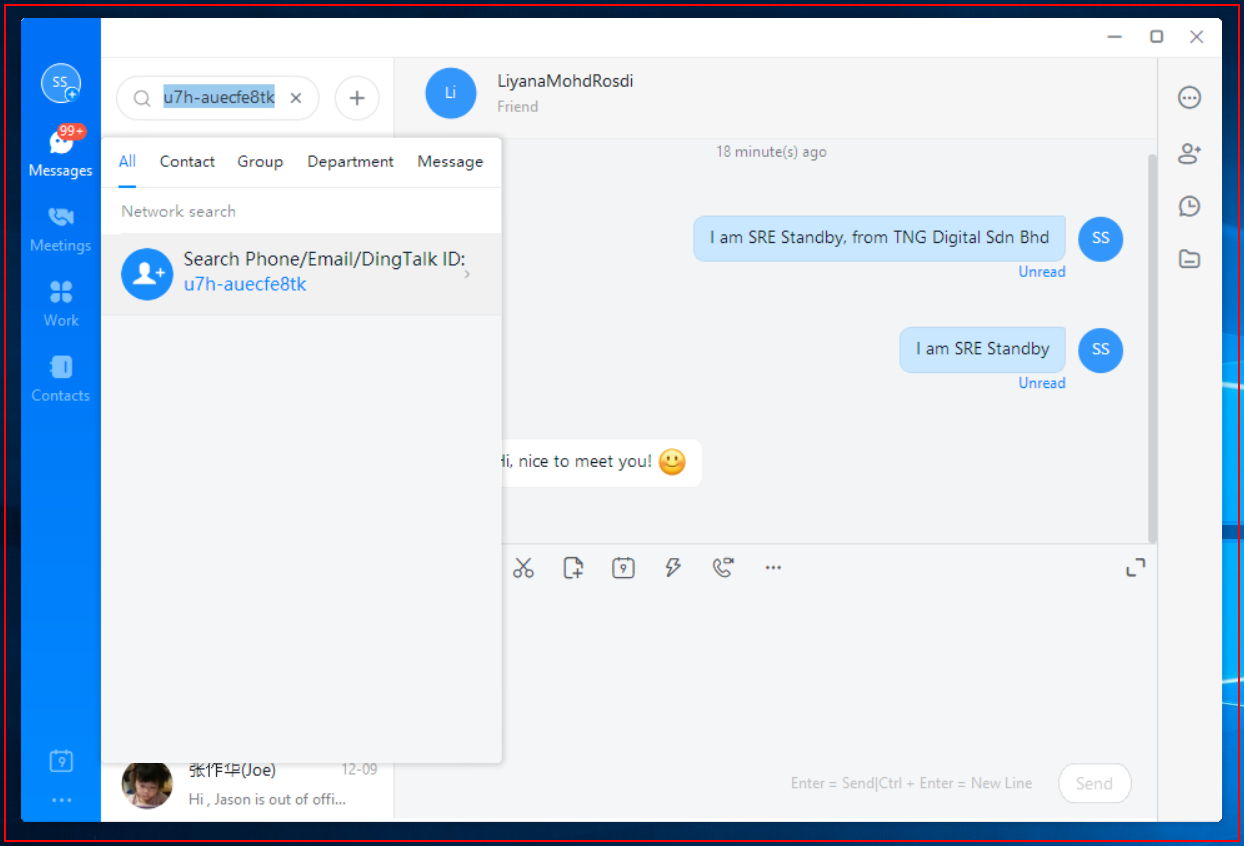 SS
99+
Messages
Meetings
Work
Contacts
9
u7h-auecfe8tk
All Contact Group Department Message
Network search
Search Phone/Email/DingTalk ID:
u7h-auecfe8tk
张作华(Joe) 12-09
Hi , Jason is out of offi...
Li
LiyanaMohdRosdi
Friend
18 minute(s) ago
I am SRE Standby, from TNG Digital Sdn Bhd
SS
Unread
I am SRE Standby
SS
Unread
Hi, nice to meet you!
9
Enter = Send|Ctrl + Enter = New Line
Send